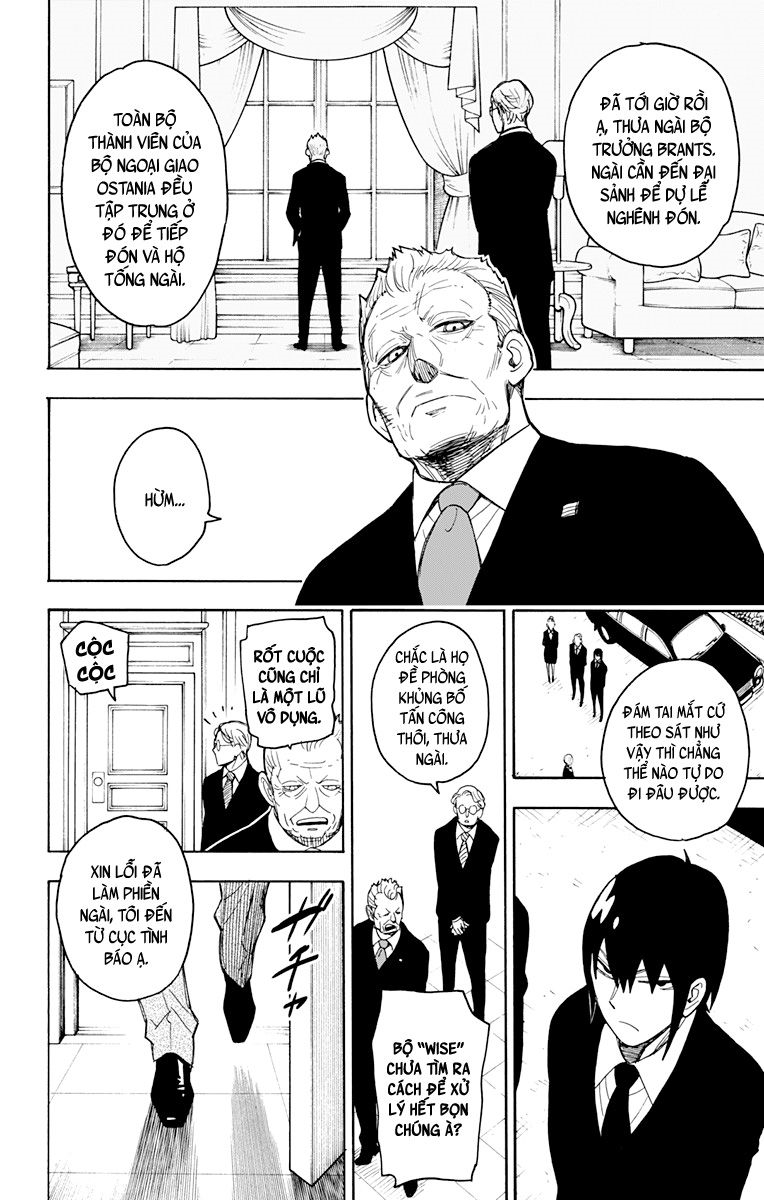 ĐÃ TỚI GIỜ RỒI
Ạ, THƯA NGÀI BỘ
TRƯỞNG BRANTS.
NGÀI CẦN ĐẾN ĐẠI
SẢNH ĐỂ DỰ LỄ
NGHÊNH ĐÓN.
TOÀN BỘ
THÀNH VIÊN CỦA
BỘ NGOẠI GIAO
OSTANIA ĐỀU
TẬP TRUNG Ở
ĐÓ ĐỂ TIẾP
ĐÓN VÀ HỘ
TỐNG NGÀI.
HỪM...
ĐÁM TAI MẮT CỨ
THEO SÁT NHƯ
VẬY THÌ CHẲNG
THỂ NÀO TỰ DO
ĐI ĐÂU ĐƯỢC.
CHẮC LÀ HỌ
ĐỀ PHÒNG
KHỦNG BỐ
TẤN CÔNG
THÔI, THƯA
NGÀI.
BỘ “WISE”
CHƯA TÌM RA
CÁCH ĐỂ XỬ
LÝ HẾT BỌN
CHÚNG À?
RỐT CUỘC
CŨNG CHỈ
LÀ MỘT LŨ
VÔ DỤNG.
CỘC
CỘC
XIN LỖI ĐÃ
LÀM PHIỀN
NGÀI, TÔI ĐẾN
TỪ CỤC TÌNH
BÁO Ạ.
ガチャ